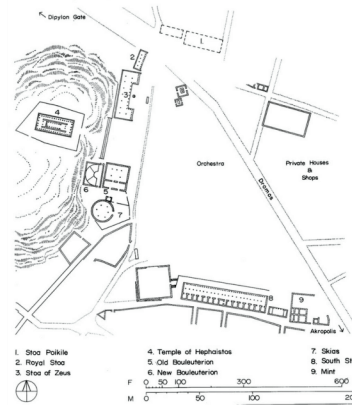 Dipylon Gate
1
2
3
4
Orchestra
Private Houses
&
Shops
Dromos
5
6
7
8
9
Akropolis
1. Stoa Poikile
2. Royal Stoa
3. Stoa of Zeus
4. Temple of Hephaistos
5. Old Bouleuterion
6. New Bouleuterion
7. Skias
8. South St
9. Mint
F 0 50 100 300 600
M 0 50 100 20